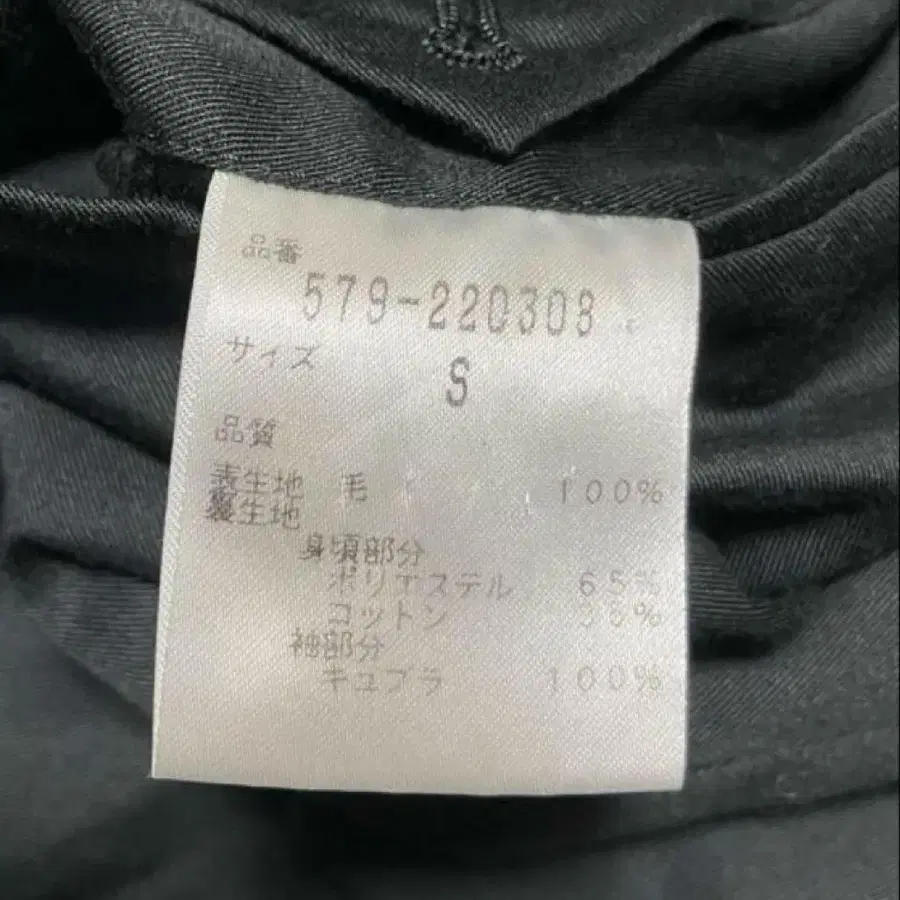 品番
579-220303
サイズ
S
品質
表生地 毛 100%
裏生地
身頃部分
ポリエステル 65%
コットン 35%
袖部分
キュプラ 100%